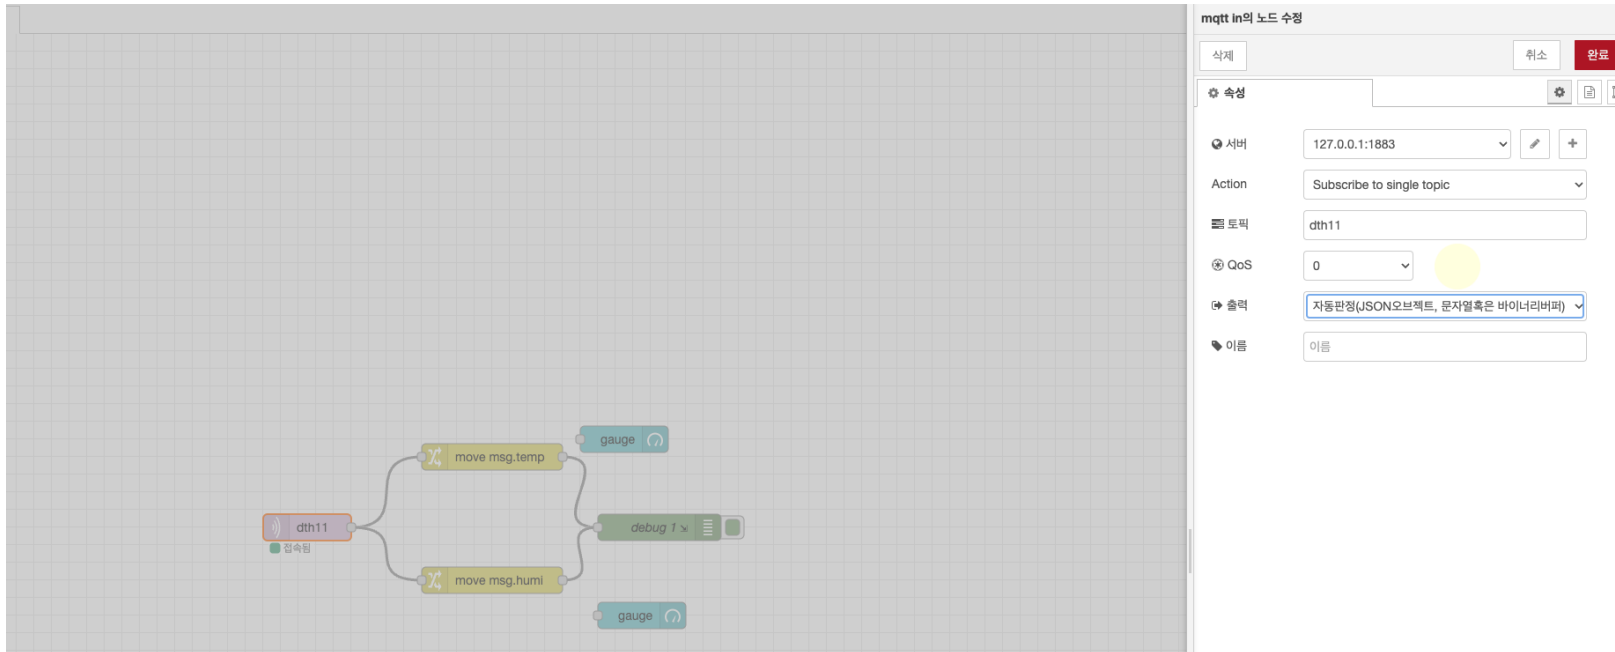 mqtt in의 노드 수정
삭제
취소
완료
속성
서버
127.0.0.1:1883
Action
Subscribe to single topic
토픽
dth11
QoS
0
출력
자동판정(JSON오브젝트, 문자열혹은 바이너리버퍼)
이름
이름
gauge
move msg.temp
dth11
debug 1
접속됨
move msg.humi
gauge